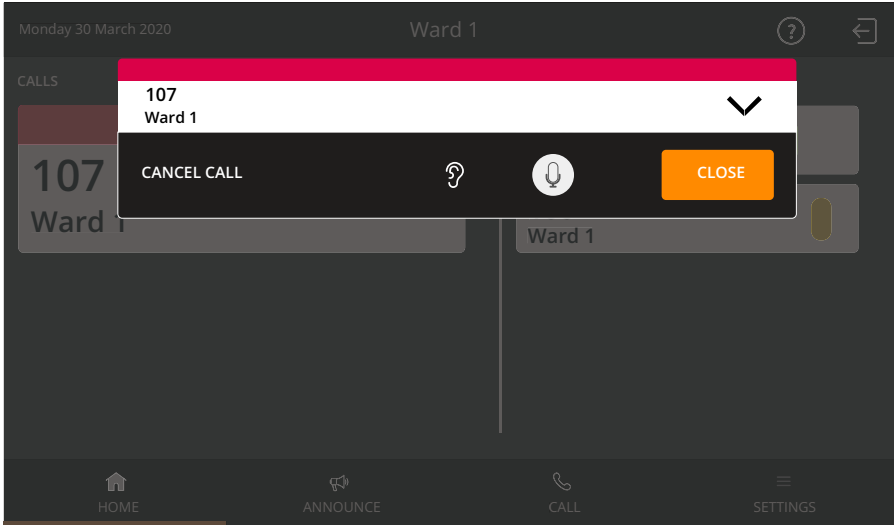 Monday 30 March 2020
Ward 1
?
CALLS
107
Ward 1
CANCEL CALL
CLOSE
107
Ward 1
Ward 1
HOME
ANNOUNCE
CALL
SETTINGS